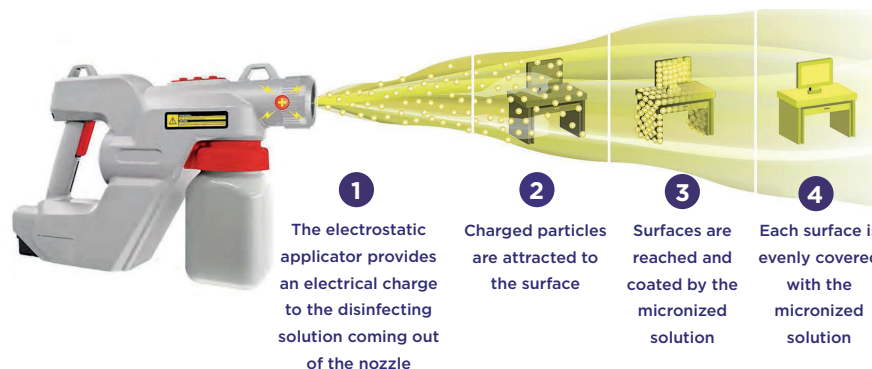 1
The electrostatic
applicator provides
an electrical charge
to the disinfecting
solution coming out
of the nozzle
2
Charged particles
are attracted to
the surface
3
Surfaces are
reached and
coated by the
micronized
solution
4
Each surface is
evenly covered
with the
micronized
solution